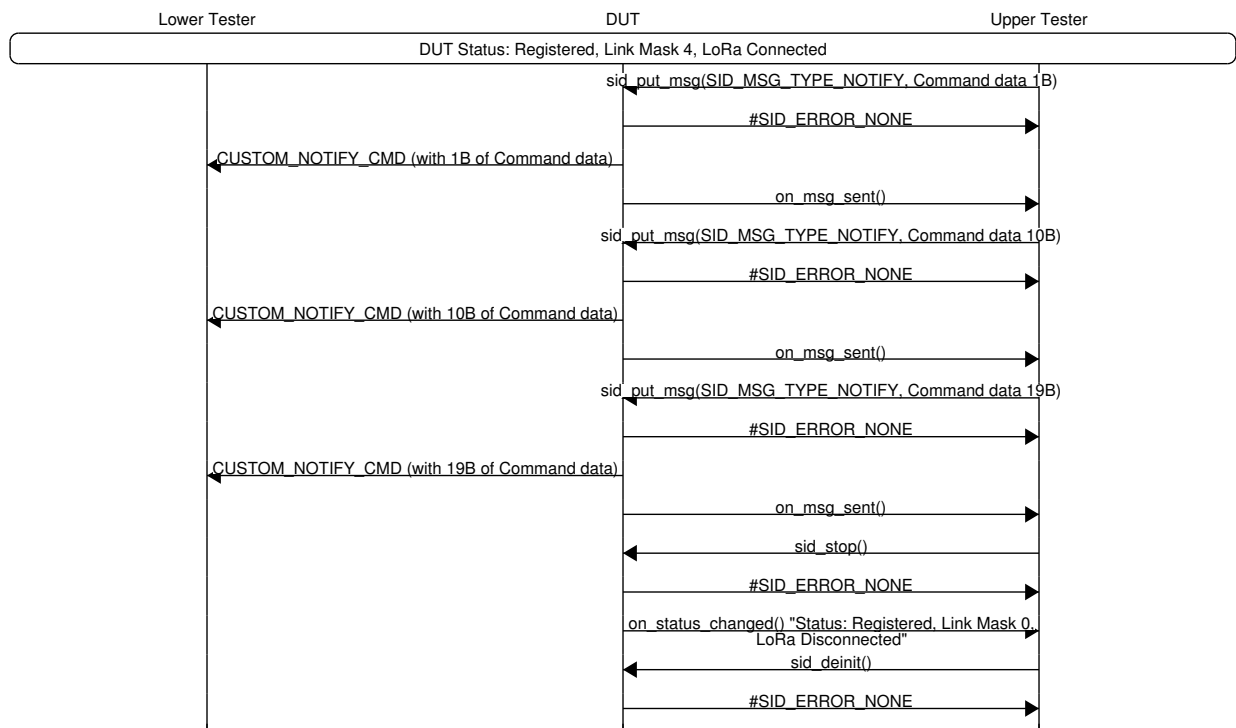 Lower Tester DUT Upper Tester
DUT Status: Registered, Link Mask 4, LoRa Connected
sid_put_msg(SID_MSG_TYPE_NOTIFY, Command data 1B)
#SID_ERROR_NONE
CUSTOM_NOTIFY_CMD (with 1B of Command data)
on_msg_sent()
sid_put_msg(SID_MSG_TYPE_NOTIFY, Command data 10B)
#SID_ERROR_NONE
CUSTOM_NOTIFY_CMD (with 10B of Command data)
on_msg_sent()
sid_put_msg(SID_MSG_TYPE_NOTIFY, Command data 19B)
#SID_ERROR_NONE
CUSTOM_NOTIFY_CMD (with 19B of Command data)
on_msg_sent()
sid_stop()
#SID_ERROR_NONE
on_status_changed() "Status: Registered, Link Mask 0,
LoRa Disconnected"
sid_deinit()
#SID_ERROR_NONE